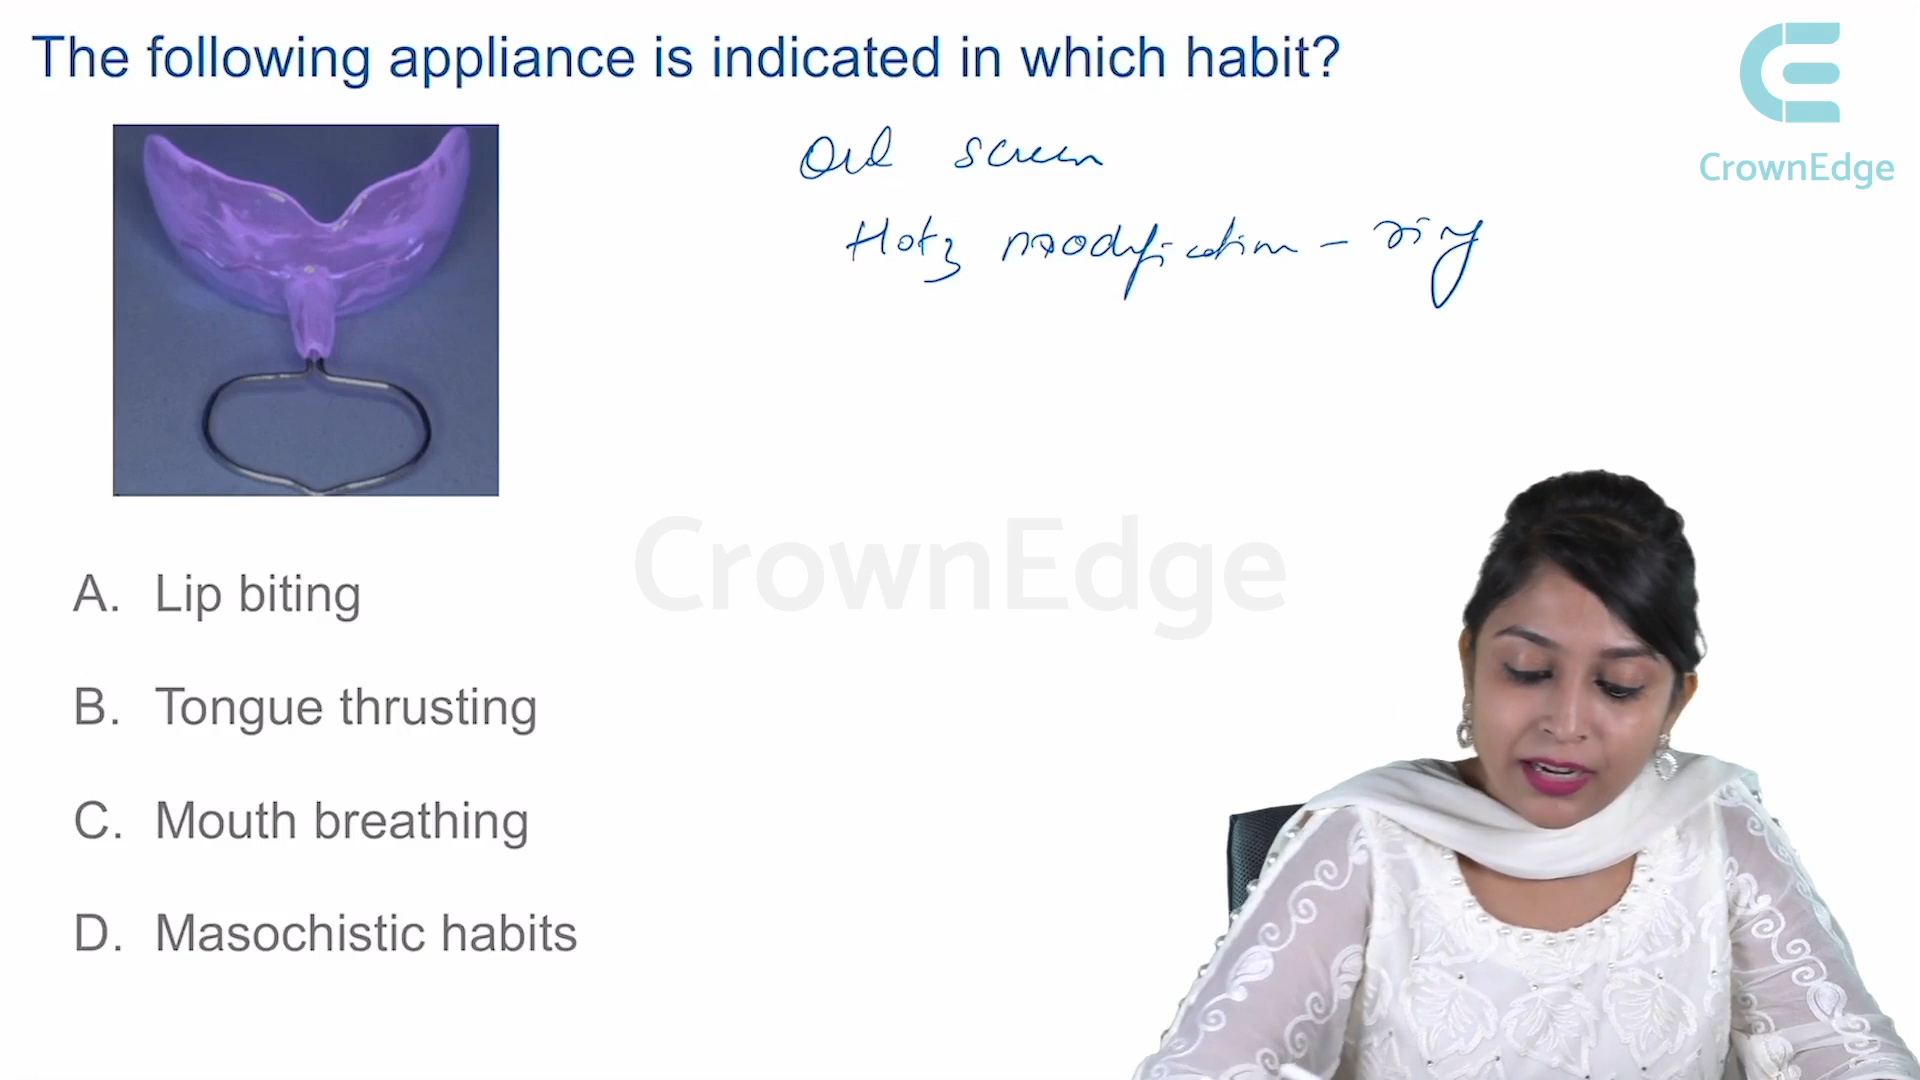 The following appliance is indicated in which habit?
CrownEdge
Oral screen
Hotz modification - ring
CrownEdge
A. Lip biting
B. Tongue thrusting
C. Mouth breathing
D. Masochistic habits